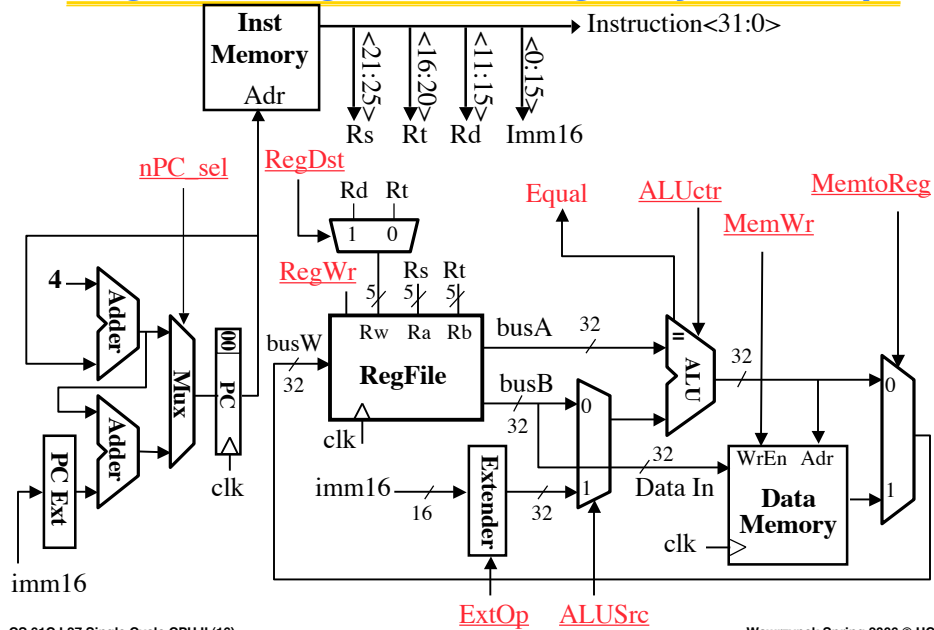 Inst
Memory
Adr
Instruction<31:0>
<21:25>
<16:20>
<11:15>
<0:15>
Rs
Rt
Rd
Imm16
nPC_sel
RegDst
Rd
Rt
1
0
Equal
ALUctr
MemtoReg
MemWr
RegWr
Rs
Rt
5
5
5
4
Adder
Mux
00
PC
clk
Adder
PC Ext
imm16
busW
32
Rw
Ra
Rb
RegFile
clk
busA
32
busB
32
0
1
=
ALU
32
0
1
imm16
16
Extender
32
32
Data In
WrEn
Adr
Data
Memory
clk
ExtOp
ALUSrc